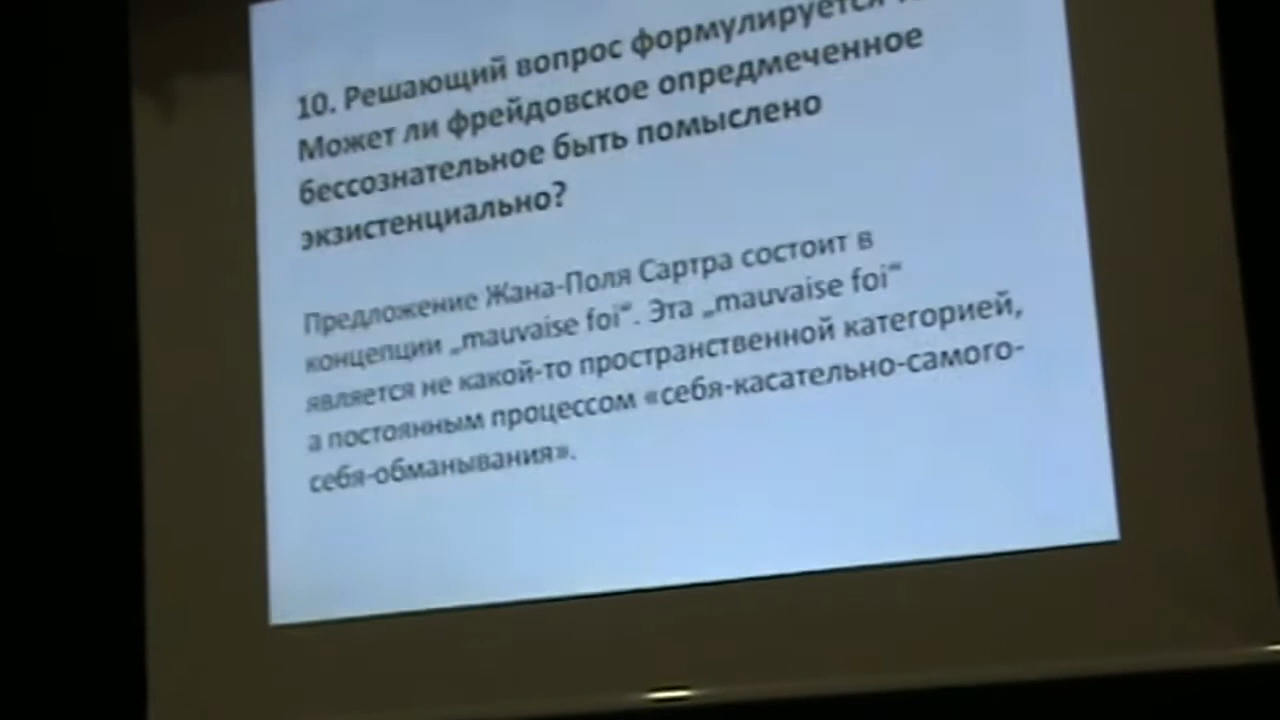 10. Решающий вопрос формулируется
Может ли фрейдовское опредмеченное
бессознательное быть помыслено
экзистенциально?
Предложение Жана-Поля Сартра состоит в
концепции „mauvaise foi“. Эта „mauvaise foi“
является не какой-то пространственной категорией,
а постоянным процессом «себя-касательно-самого-
себя-обманывания».